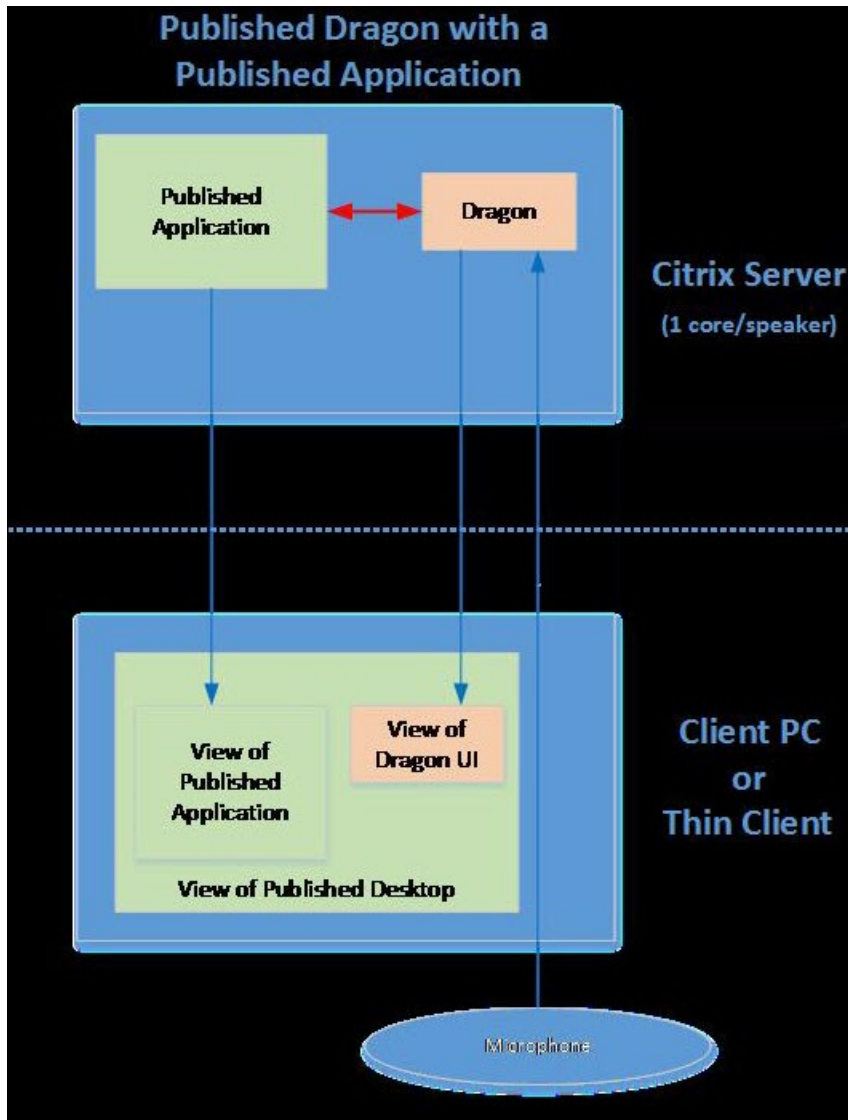 Published Dragon with a
Published Application
Published
Application
Dragon
Citrix Server
(1 core/speaker)
View of
Published
Application
View of
Dragon UI
View of Published Desktop
Client PC
or
Thin Client
Microphone